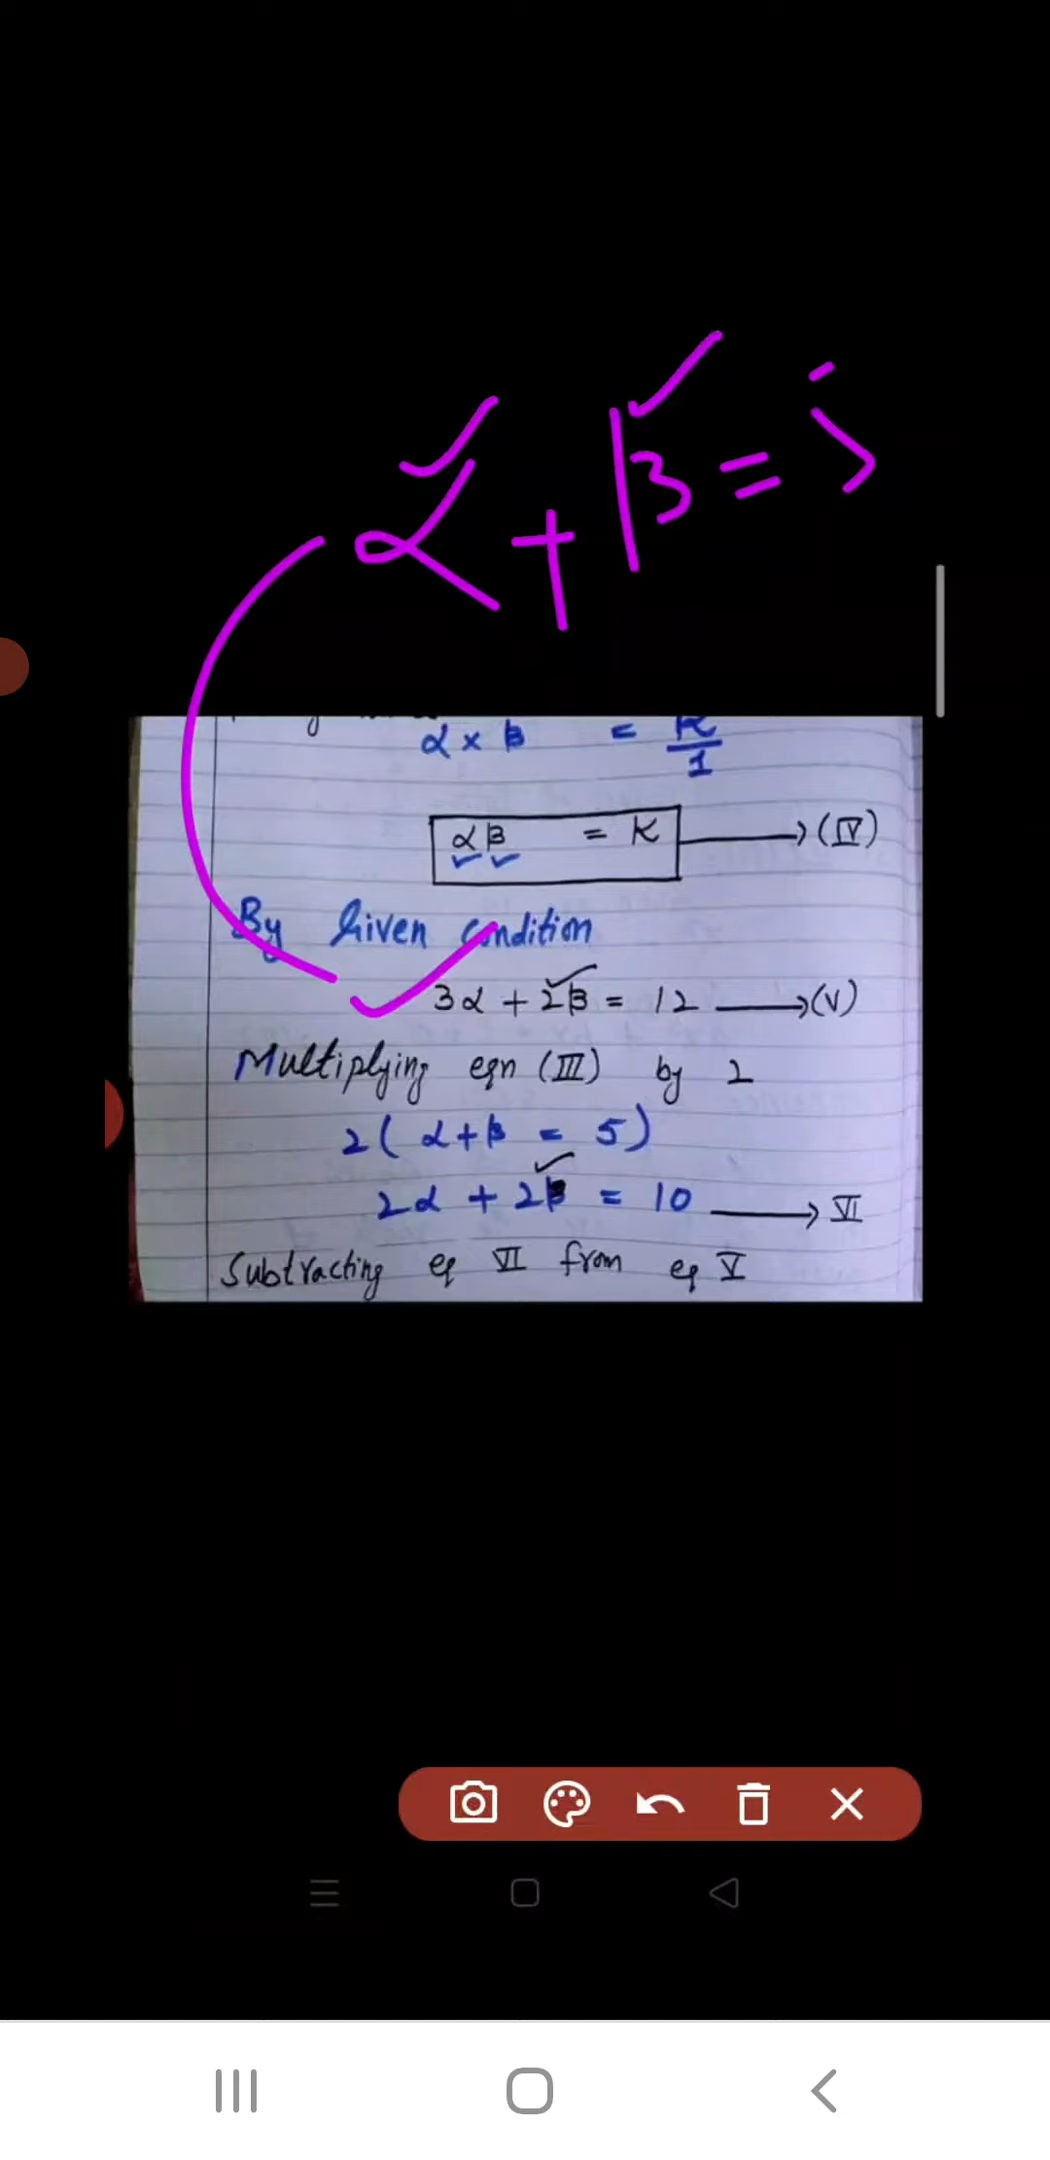 α + β = 5
α × β = K/1
αβ = K → (IV)
By Given condition
3α + 2β = 12 → (V)
Multiplying eqn (III) by 2
2( α+β = 5)
2α + 2β = 10 → VI
Subtracting eq VI from eq V